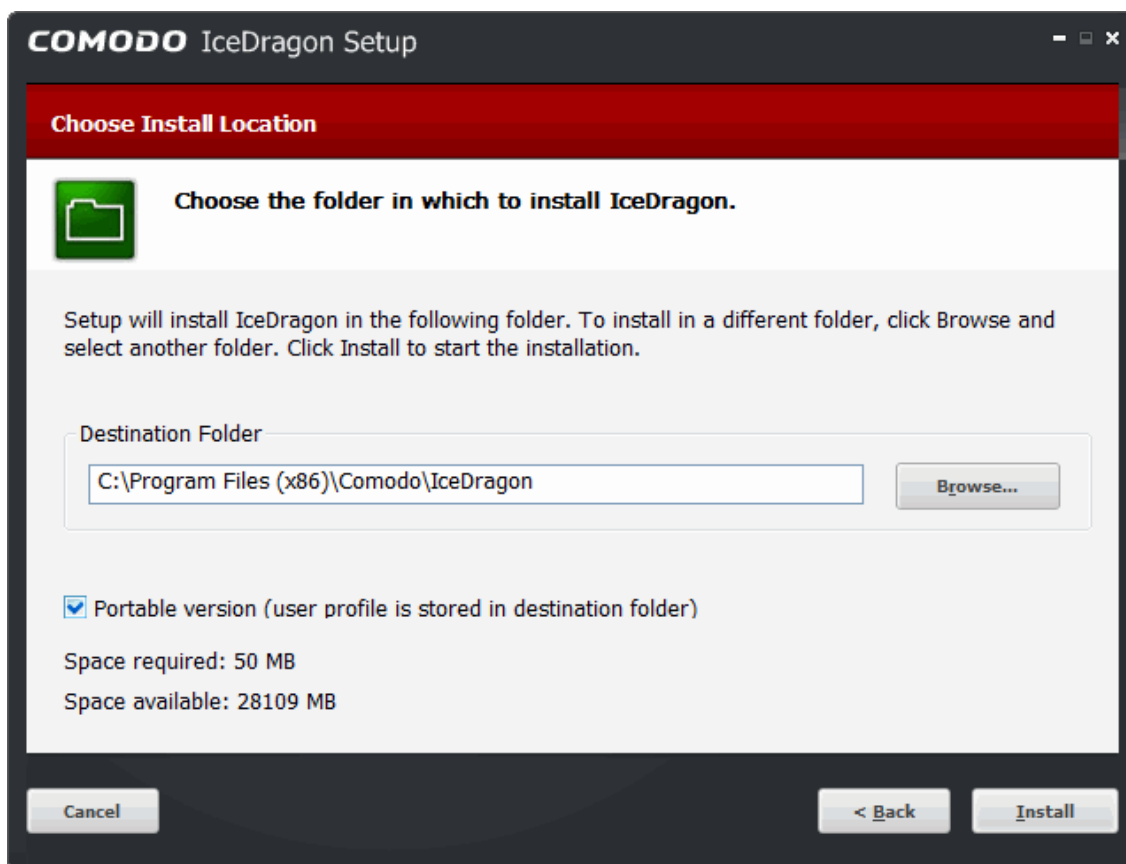 COMODO IceDragon Setup
Choose Install Location
Choose the folder in which to install IceDragon.
Setup will install IceDragon in the following folder. To install in a different folder, click Browse and
select another folder. Click Install to start the installation.
Destination Folder
C:\Program Files (x86)\Comodo\IceDragon
Browse...
Portable version (user profile is stored in destination folder)
Space required: 50 MB
Space available: 28109 MB
Cancel
< Back
Install